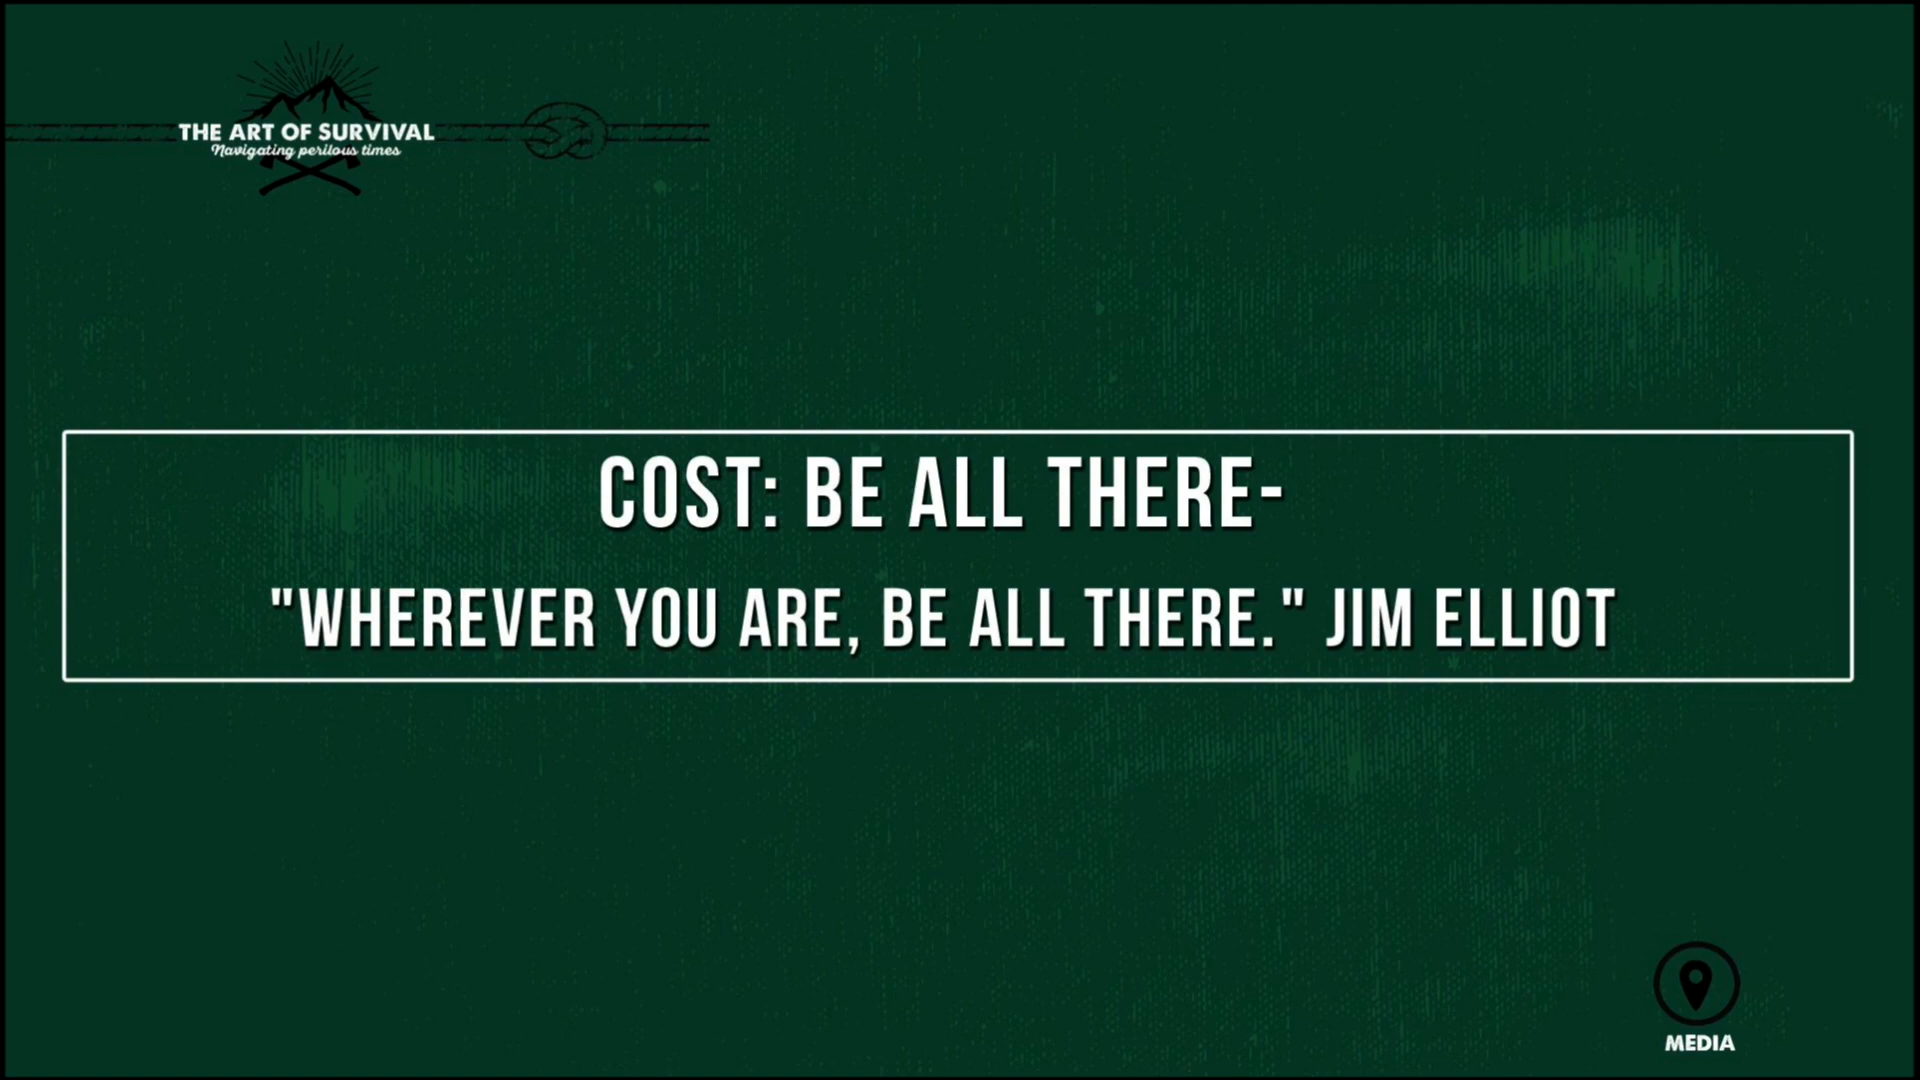 THE ART OF SURVIVAL
Navigating perilous times
COST: BE ALL THERE-
"WHEREVER YOU ARE, BE ALL THERE." JIM ELLIOT
MEDIA